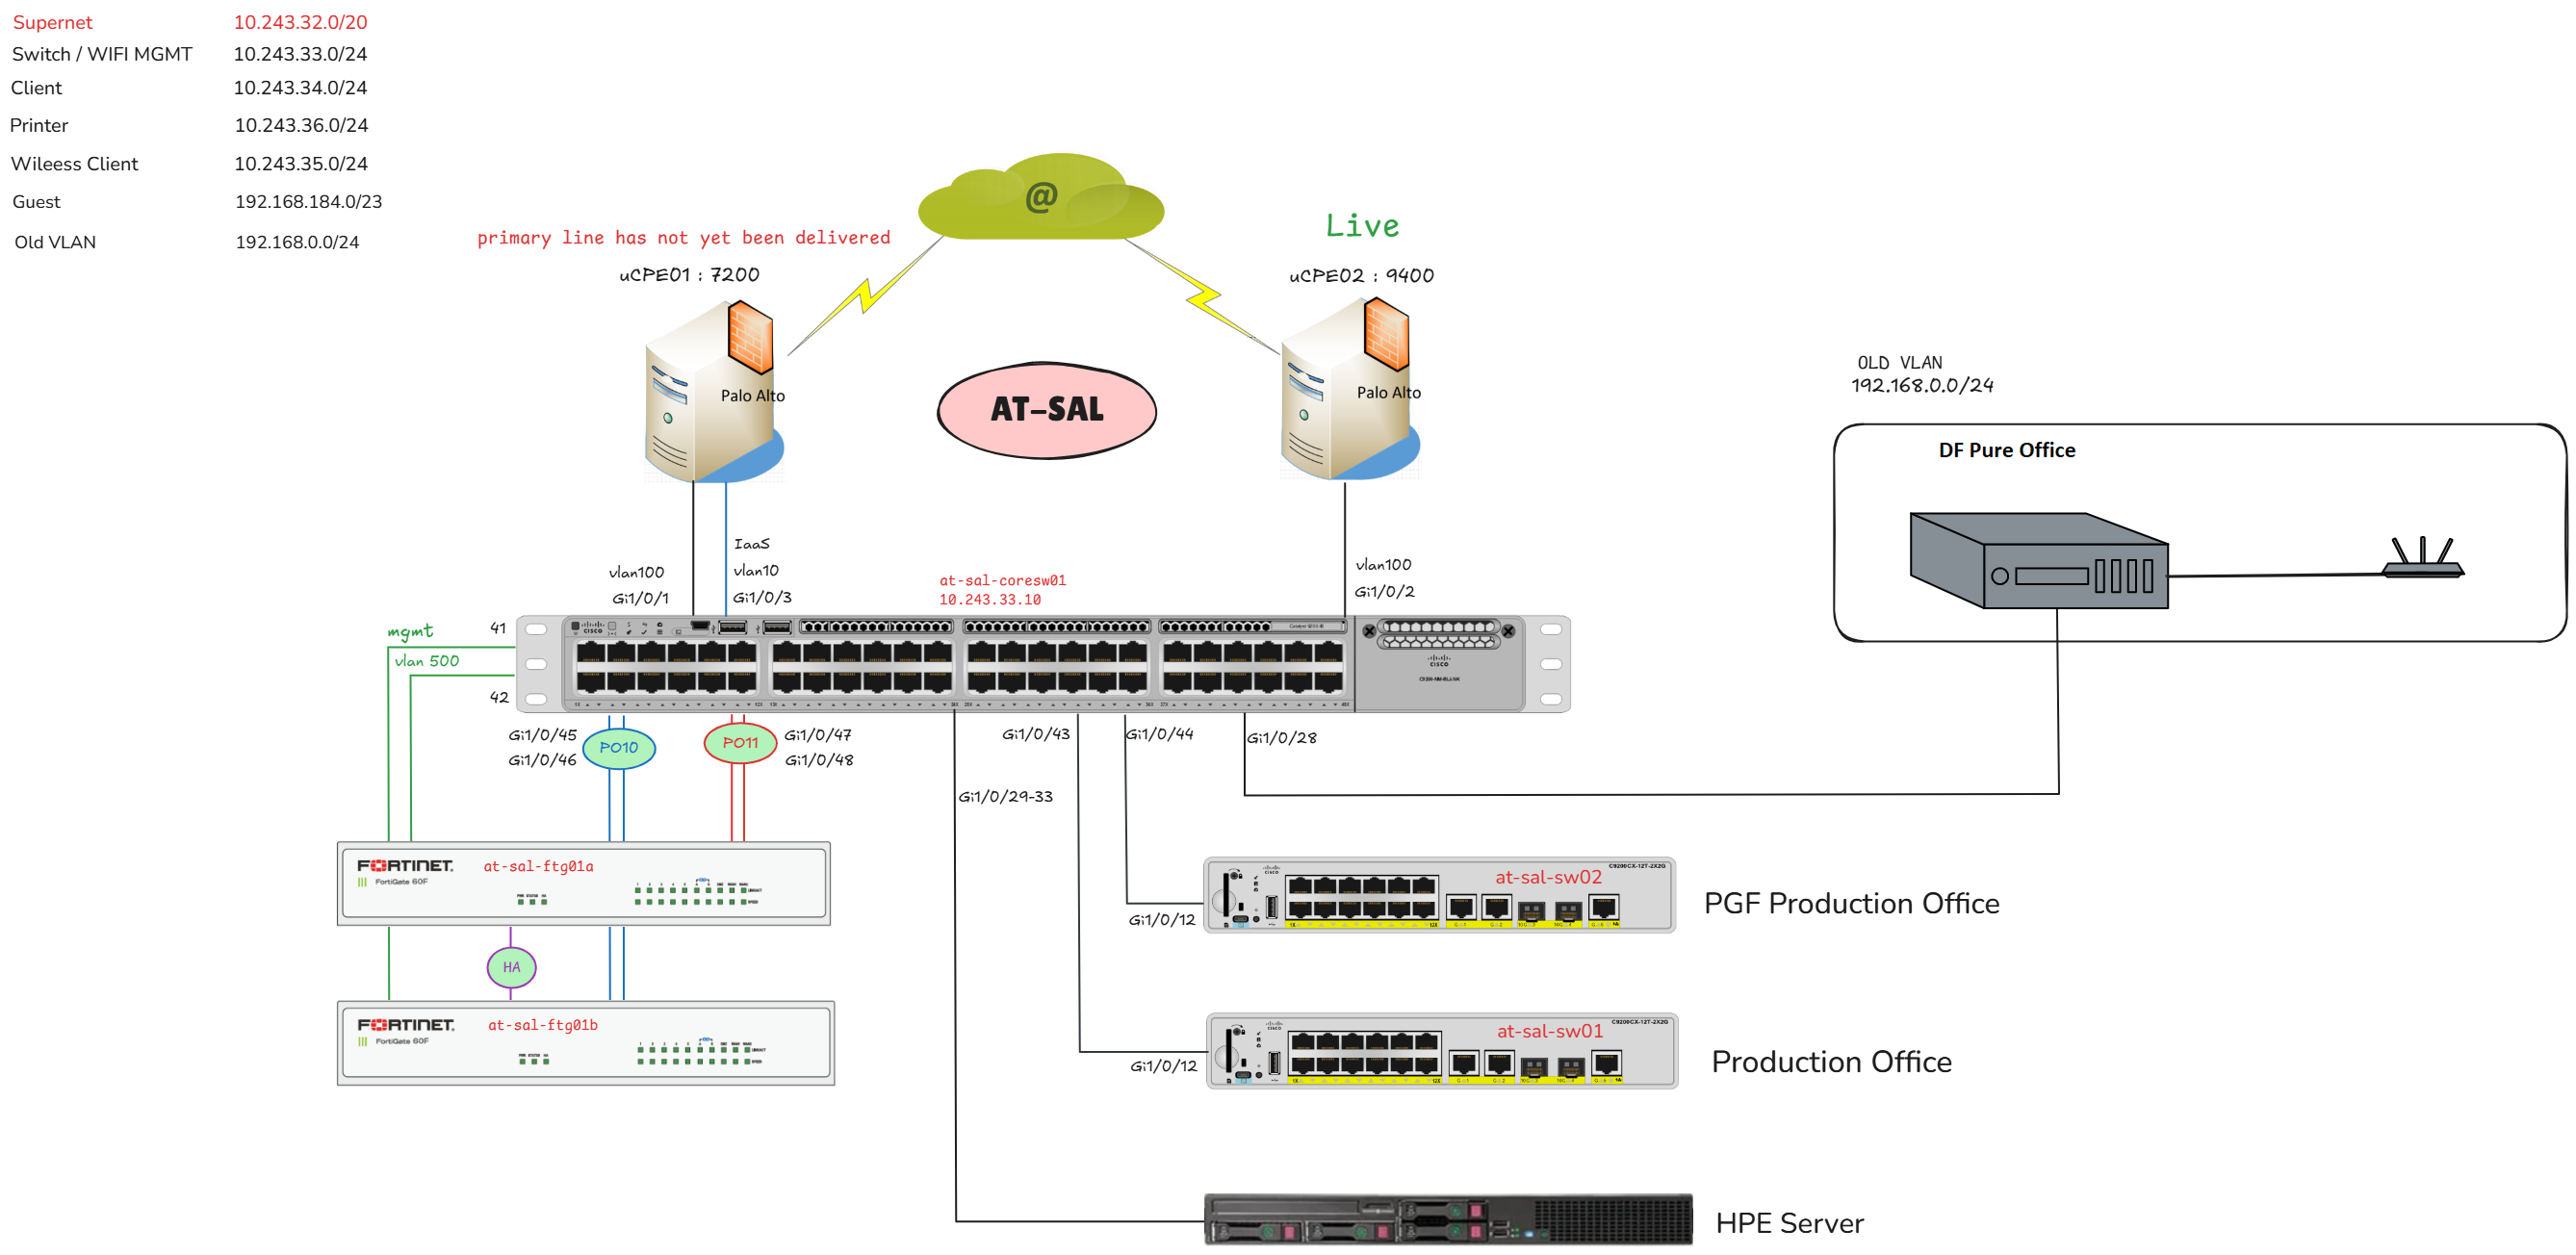 Supernet 10.243.32.0/20
Switch / WIFI MGMT 10.243.33.0/24
Client 10.243.34.0/24
Printer 10.243.36.0/24
Wileess Client 10.243.35.0/24
Guest 192.168.184.0/23
Old VLAN 192.168.0.0/24
@
primary line has not yet been delivered
Live
uCPE01 : 7200
uCPE02 : 9400
Palo Alto
Palo Alto
AT-SAL
OLD VLAN
192.168.0.0/24
DF Pure Office
IaaS
vlan100
vlan10
Gi1/0/1
Gi1/0/3
at-sal-coresw01
10.243.33.10
vlan100
Gi1/0/2
mgmt
41
vlan 500
42
CISCO
CISCO
Gi1/0/45
Gi1/0/46
PO10
PO11
Gi1/0/47
Gi1/0/48
Gi1/0/43
Gi1/0/44
Gi1/0/28
Gi1/0/29-33
FORTINET
FortiGate 60F
at-sal-ftg01a
HA
FORTINET
FortiGate 60F
at-sal-ftg01b
C9200CX-12T-2X2G
at-sal-sw02
Gi1/0/12
PGF Production Office
C9200CX-12T-2X2G
at-sal-sw01
Gi1/0/12
Production Office
HPE Server